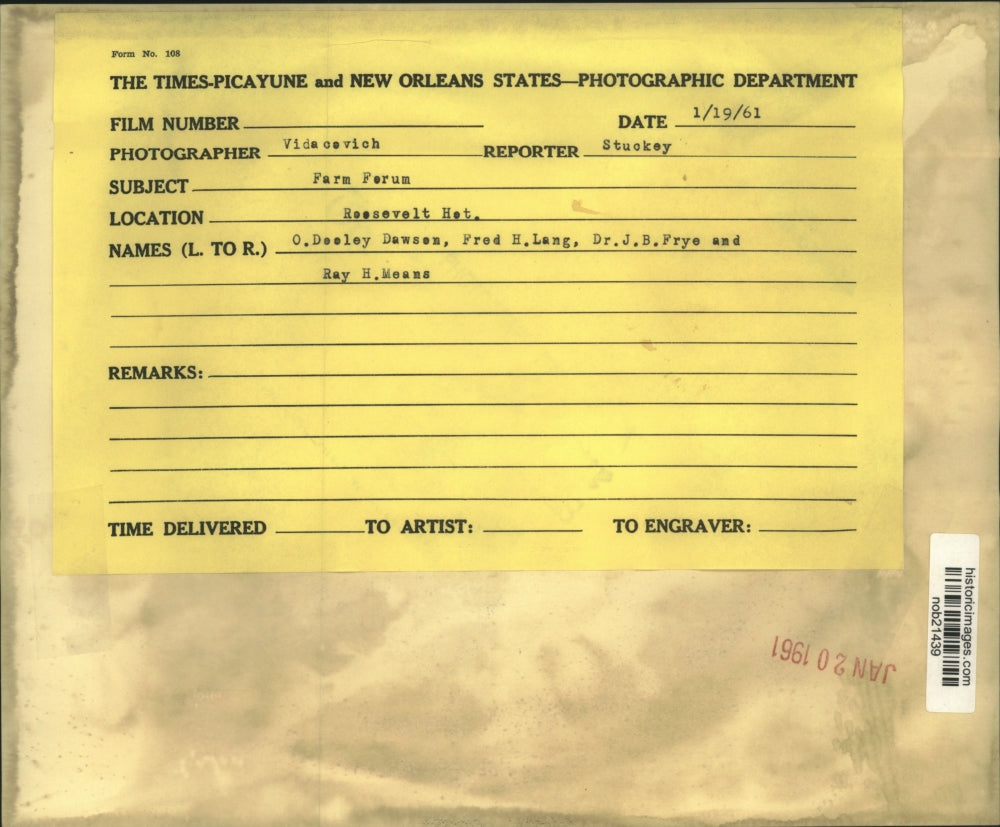 Form No. 108
THE TIMES-PICAYUNE and NEW ORLEANS STATES—PHOTOGRAPHIC DEPARTMENT
FILM NUMBER
DATE 1/19/61
PHOTOGRAPHER Vidacovich REPORTER Stuckey
SUBJECT Farm Forum
LOCATION Roosevelt Hot.
NAMES (L. TO R.) O.Dooley Dawson, Fred H.Lang, Dr.J.B.Frye and
Ray H.Means
REMARKS:
TIME DELIVERED TO ARTIST: TO ENGRAVER:
historicimages.com
nob21439
JAN 20 1961